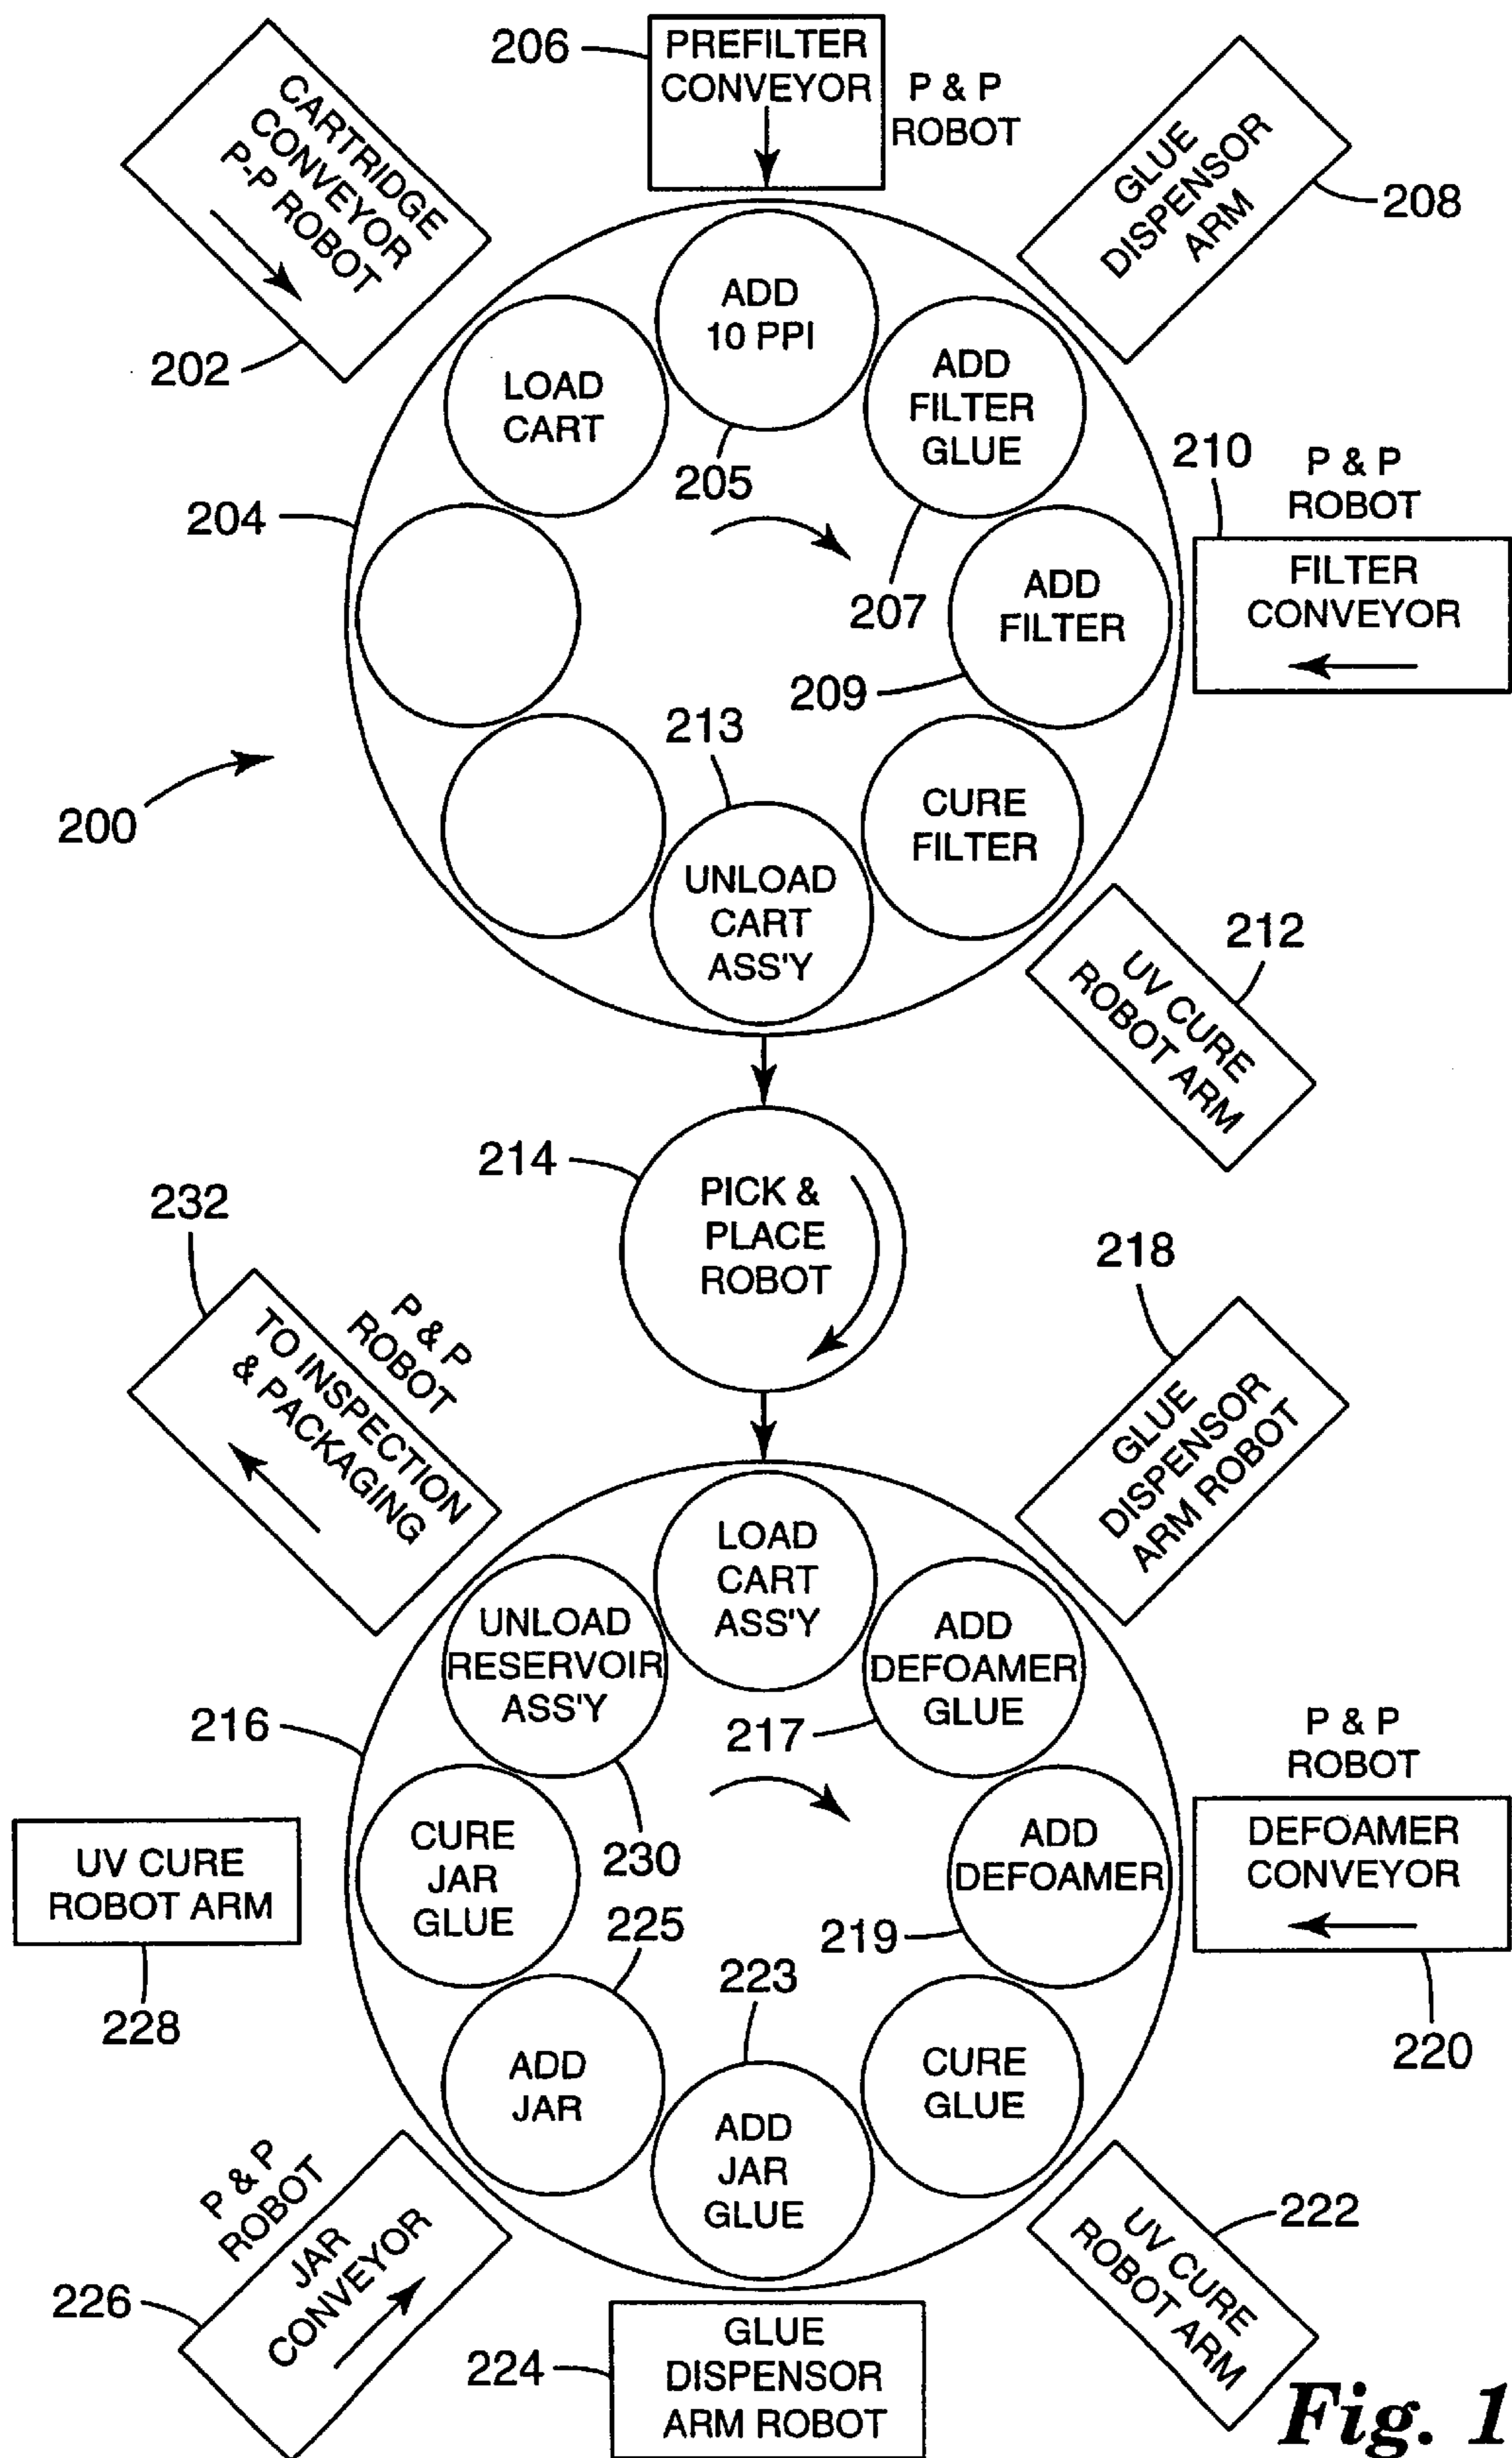 206
PREFILTER
CONVEYOR
P & P
ROBOT
CARTRIDGE
CONVEYOR
P-P ROBOT
202
GLUE
DISPENSOR
ARM
208
ADD
10 PPI
205
LOAD
CART
ADD
FILTER
GLUE
207
204
210
P & P
ROBOT
FILTER
CONVEYOR
ADD
FILTER
209
213
200
CURE
FILTER
UNLOAD
CART
ASS'Y
212
UV CURE
ROBOT ARM
214
PICK &
PLACE
ROBOT
232
P & P
ROBOT
TO INSPECTION
& PACKAGING
218
GLUE
DISPENSOR
ARM ROBOT
LOAD
CART
ASS'Y
UNLOAD
RESERVOIR
ASS'Y
ADD
DEFOAMER
GLUE
216
217
230
P & P
ROBOT
DEFOAMER
CONVEYOR
220
UV CURE
ROBOT ARM
228
CURE
JAR
GLUE
225
ADD
DEFOAMER
219
223
ADD
JAR
CURE
GLUE
ADD
JAR
GLUE
P & P
ROBOT
JAR
CONVEYOR
226
222
UV CURE
ROBOT ARM
224
GLUE
DISPENSOR
ARM ROBOT
Fig. 1